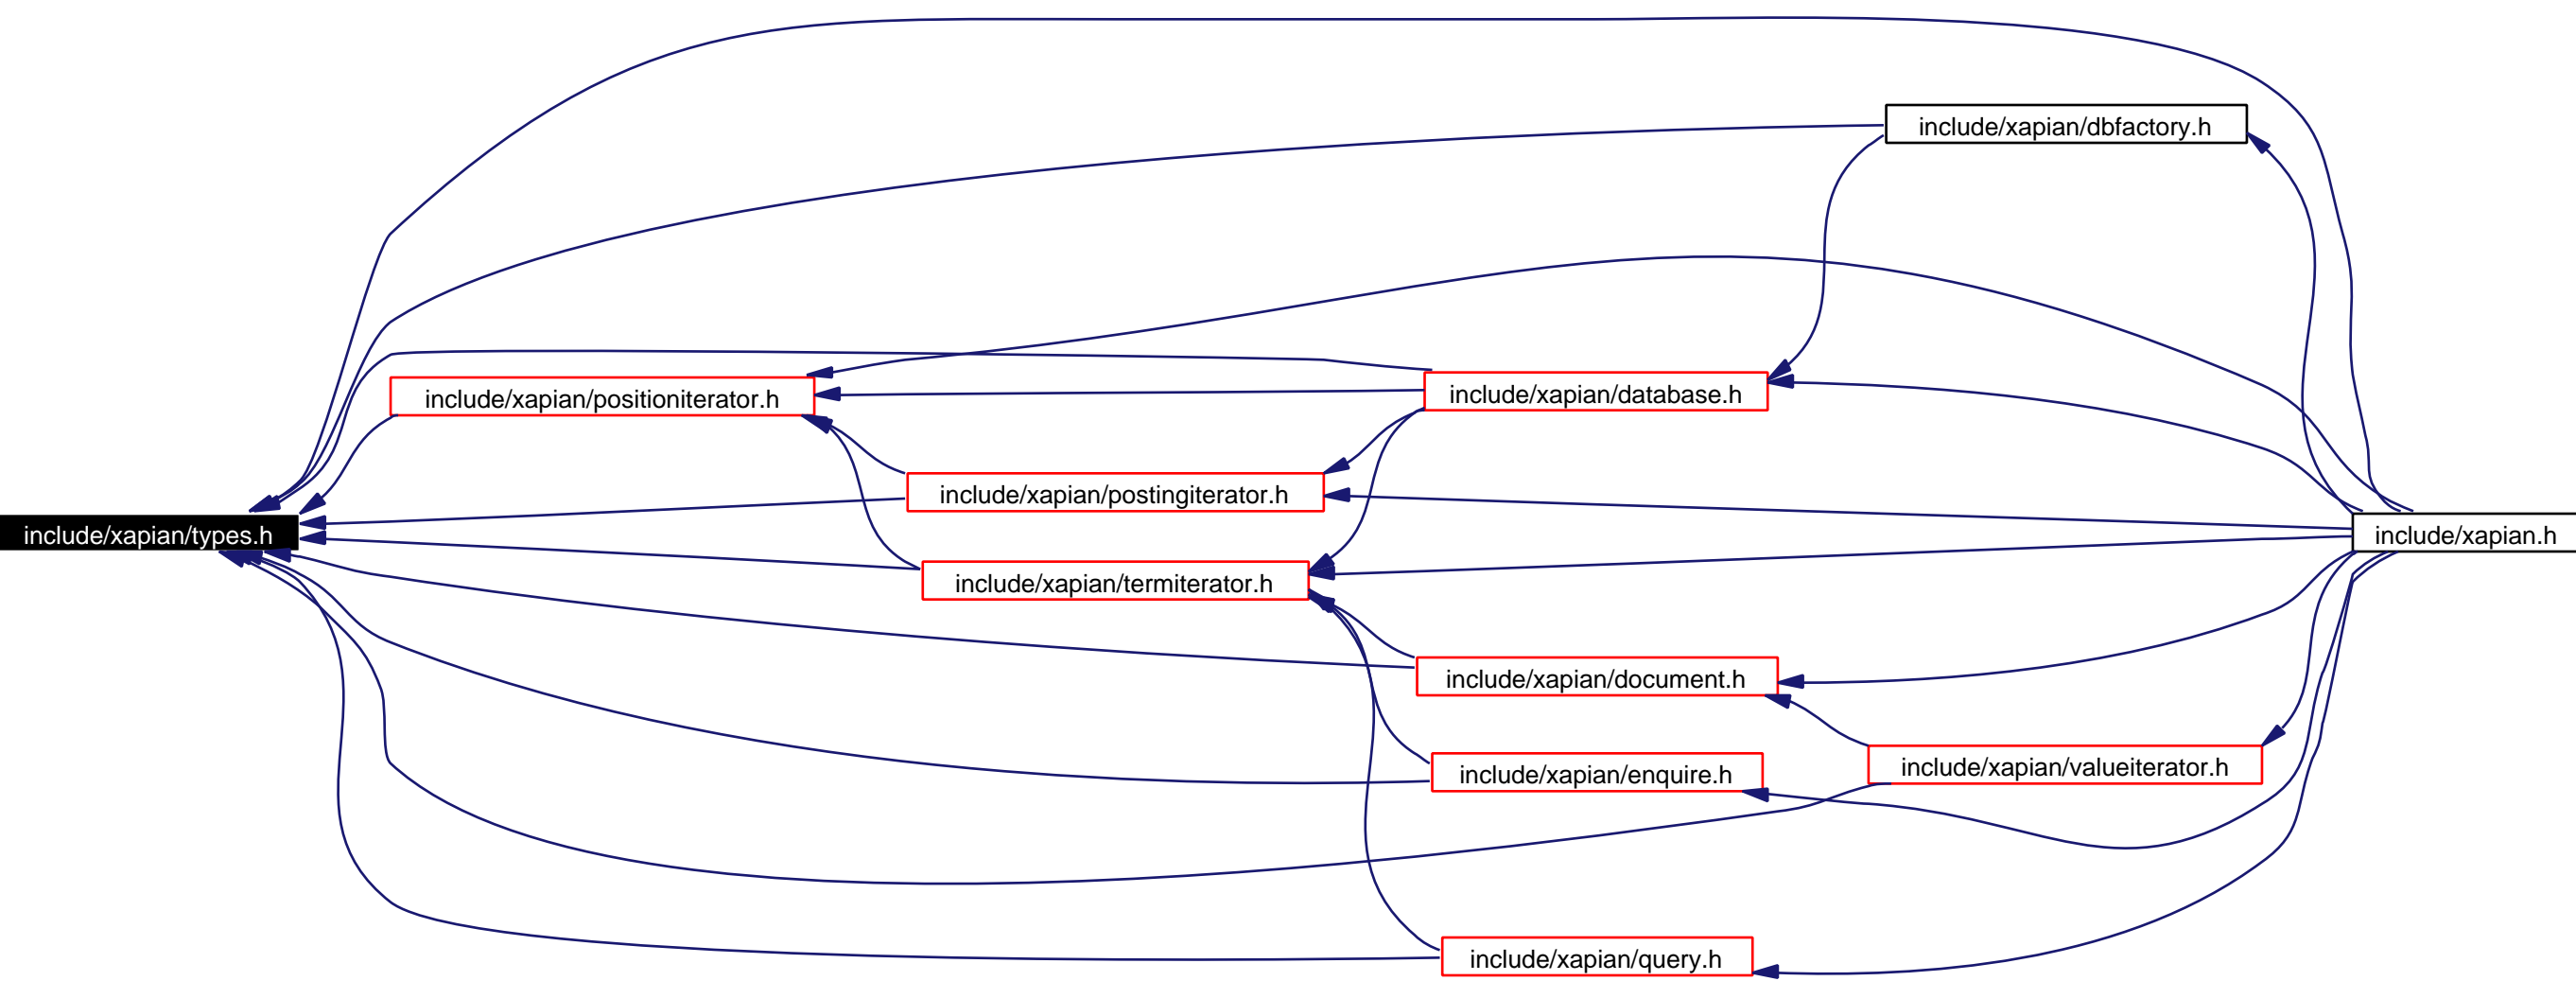 include/xapian/dbfactory.h
include/xapian/positioniterator.h
include/xapian/database.h
include/xapian/postingiterator.h
include/xapian/types.h
include/xapian.h
include/xapian/termiterator.h
include/xapian/document.h
include/xapian/enquire.h
include/xapian/valueiterator.h
include/xapian/query.h